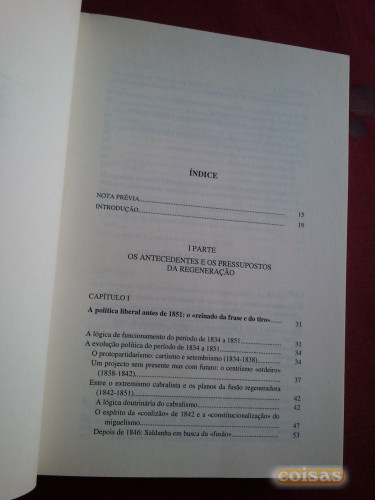 ÍNDICE
NOTA PRÉVIA 15
INTRODUÇÃO 19
I PARTE
OS ANTECEDENTES E OS PRESSUPOSTOS
DA REGENERAÇÃO
CAPÍTULO I
A política liberal antes de 1851: o «reinado da frase e do tiro» 31
A lógica de funcionamento do período de 1834 a 1851 31
A evolução política do período de 1834 a 1851 34
O protopartidarismo: cartismo e setembrismo (1834-1838) 34
Um projecto sem presente mas com futuro: o centrismo «ordeiro»
(1838-1842) 37
Entre o extremismo cabralista e os planos da fusão regeneradora
(1842-1851) 42
A lógica doutrinária do cabralismo 42
O espírito da «coalizão» de 1842 e a «constitucionalização» do
miguelismo 47
Depois de 1846: Saldanha em busca da «fusão» 53
coisas